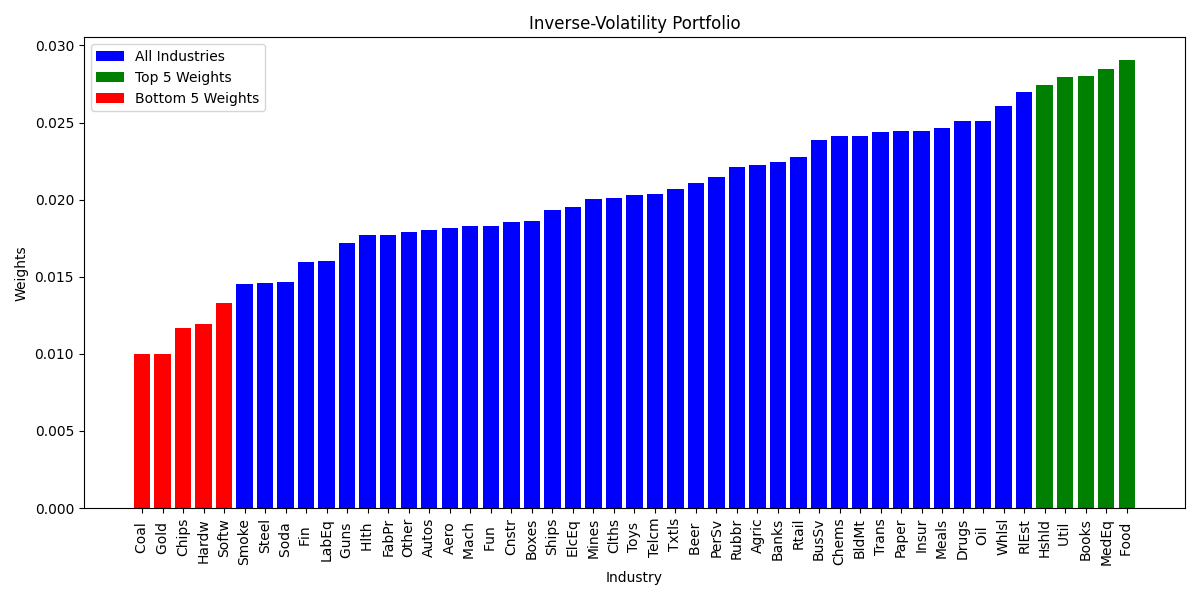 Inverse-Volatility Portfolio
All Industries
Top 5 Weights
Bottom 5 Weights
0.030
0.025
0.020
0.015
0.010
0.005
0.000
Weights
Coal
Gold
Chips
Hardw
Softw
Smoke
Steel
Soda
Fin
LabEq
Guns
Hlth
FabPr
Other
Autos
Aero
Mach
Fun
Cnstr
Boxes
Ships
ElcEq
Mines
Clths
Toys
Telcm
Txtls
Beer
PerSv
Rubbr
Agric
Banks
Rtail
BusSv
Chems
BldMt
Trans
Paper
Insur
Meals
Drugs
Oil
Whlsl
RlEst
Hshld
Util
Books
MedEq
Food
Industry